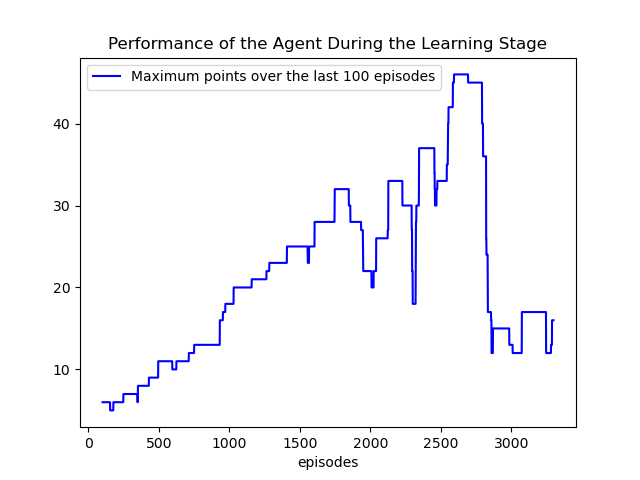 Performance of the Agent During the Learning Stage
Maximum points over the last 100 episodes
40
30
20
10
0 500 1000 1500 2000 2500 3000
episodes